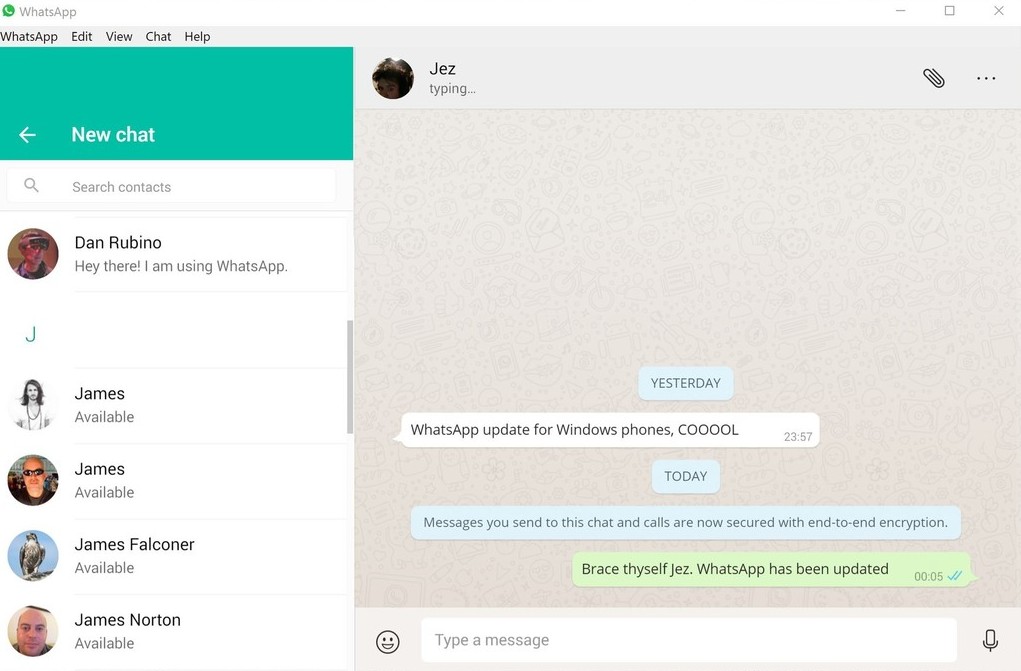 WhatsApp
WhatsApp Edit View Chat Help
New chat
Search contacts
Dan Rubino
Hey there! I am using WhatsApp.
J
James
Available
James
Available
James Falconer
Available
James Norton
Available
Jez
typing...
YESTERDAY
WhatsApp update for Windows phones, COOOOL
23:57
TODAY
Messages you send to this chat and calls are now secured with end-to-end encryption.
Brace thyself Jez. WhatsApp has been updated
00:05
Type a message